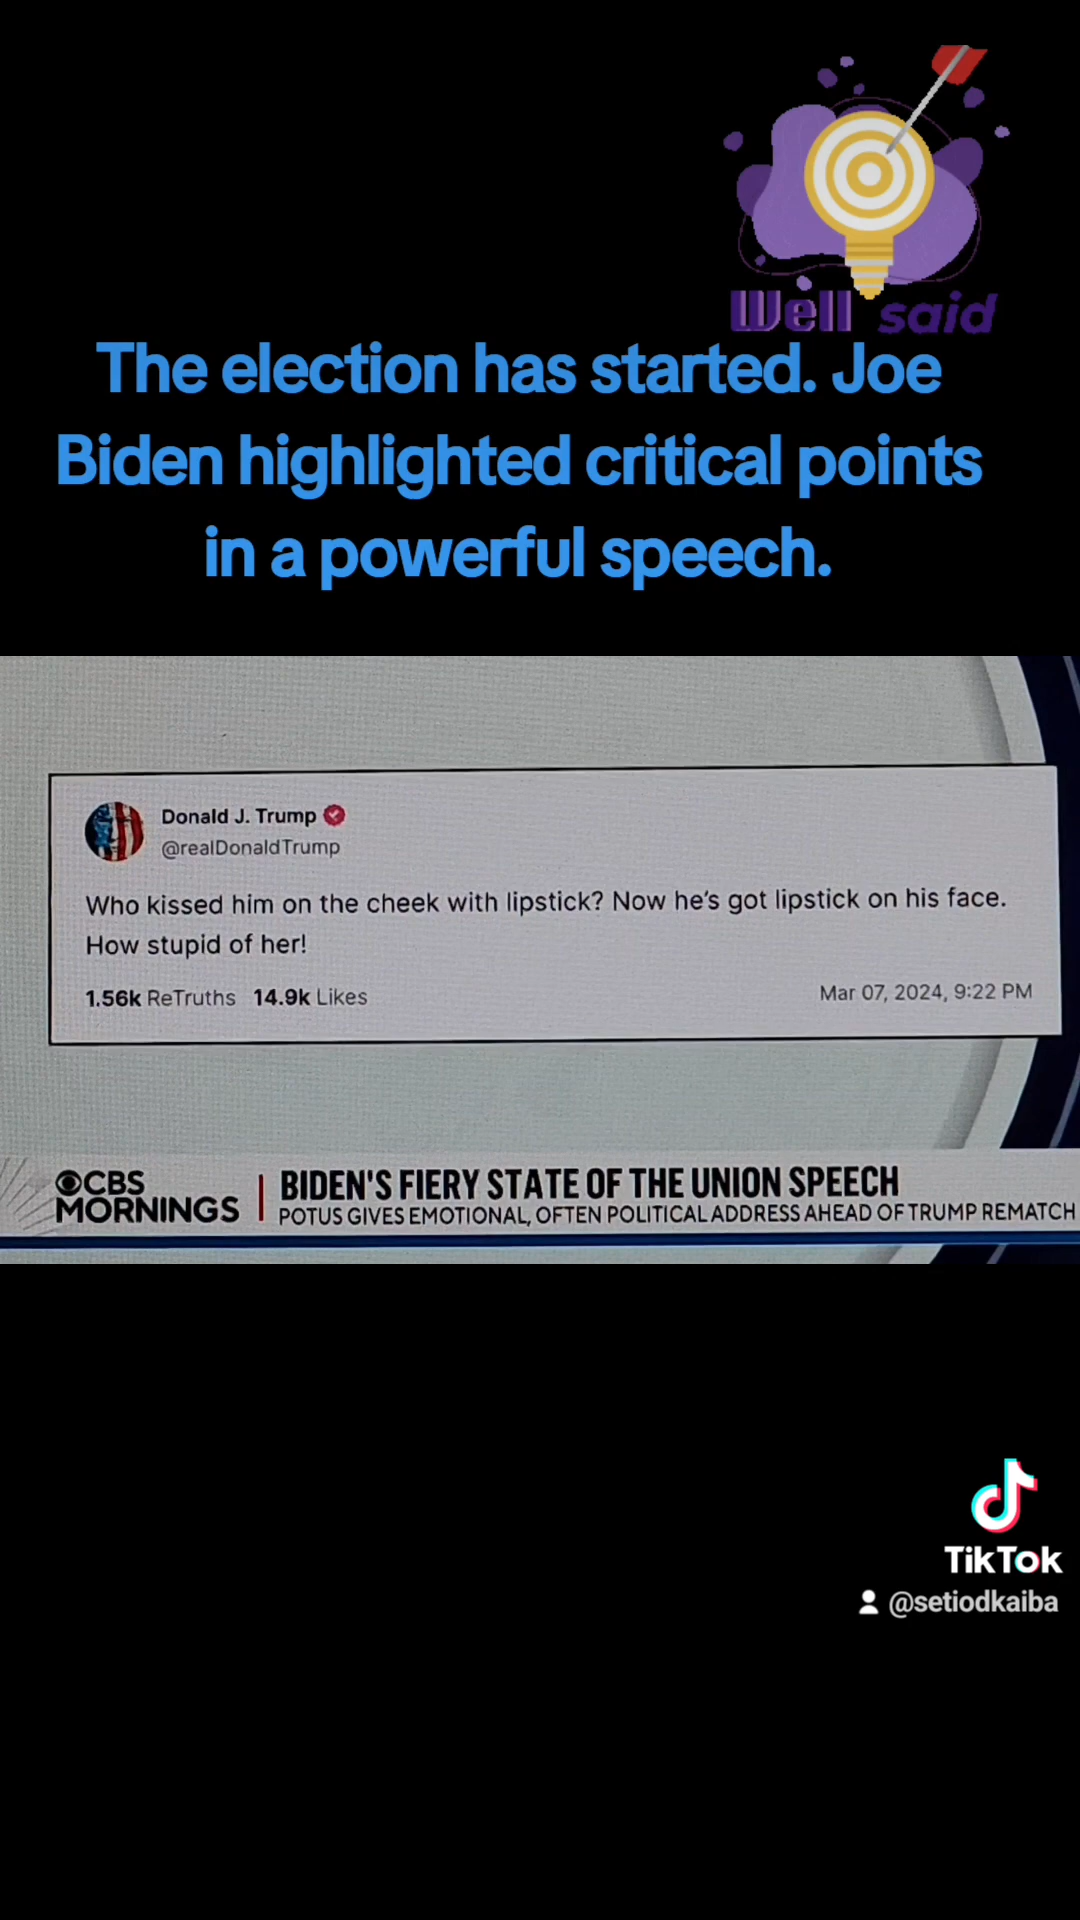 Well said
The election has started. Joe
Biden highlighted critical points
in a powerful speech.
Donald J. Trump
@realDonaldTrump
Who kissed him on the cheek with lipstick? Now he's got lipstick on his face.
How stupid of her!
1.56k ReTruths 14.9k Likes
Mar 07, 2024, 9:22 PM
CBS
MORNINGS
BIDEN'S FIERY STATE OF THE UNION SPEECH
POTUS GIVES EMOTIONAL, OFTEN POLITICAL ADDRESS AHEAD OF TRUMP REMATCH
TikTok
@setiodkaiba